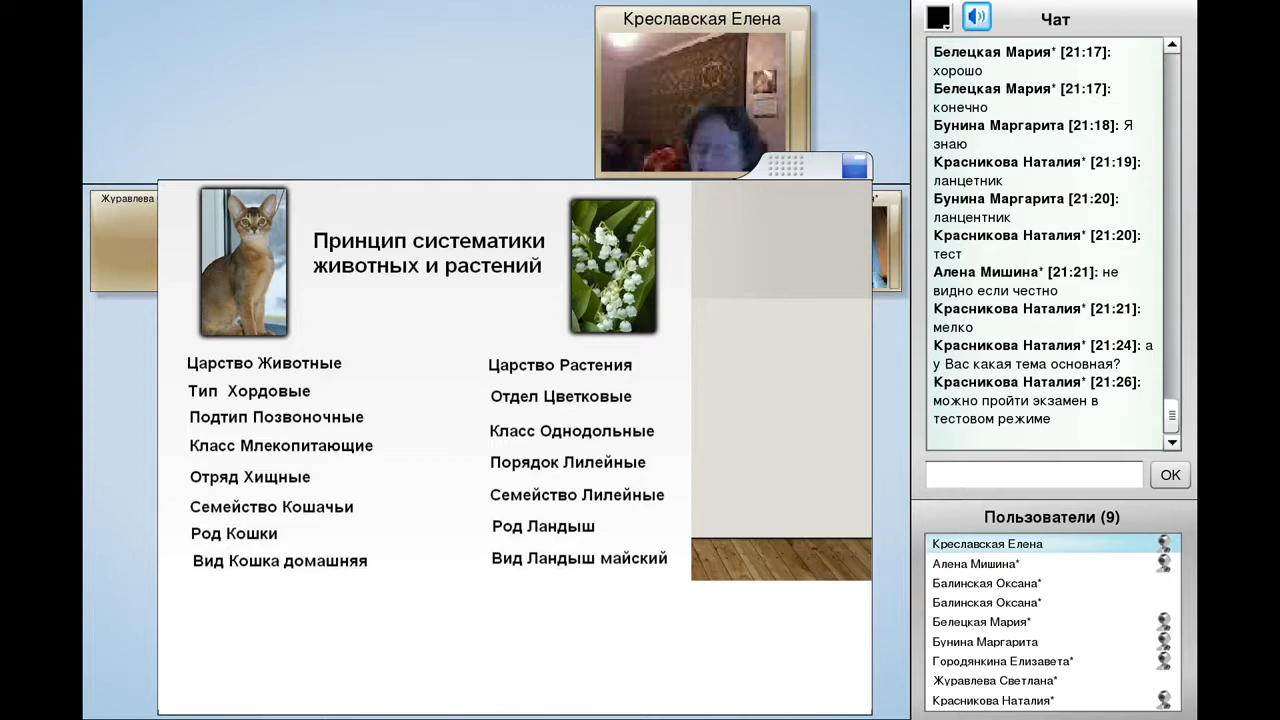 Креславская Елена
Журавлева
Принцип систематики
животных и растений
Царство Животные
Тип Хордовые
Подтип Позвоночные
Класс Млекопитающие
Отряд Хищные
Семейство Кошачьи
Род Кошки
Вид Кошка домашняя
Царство Растения
Отдел Цветковые
Класс Однодольные
Порядок Лилейные
Семейство Лилейные
Род Ландыш
Вид Ландыш майский
Чат
Белецкая Мария* [21:17]:
хорошо
Белецкая Мария* [21:17]:
конечно
Бунина Маргарита [21:18]: Я
знаю
Красникова Наталия* [21:19]:
ланцетник
Бунина Маргарита [21:20]:
ланцентник
Красникова Наталия* [21:20]:
тест
Алена Мишина* [21:21]: не
видно если честно
Красникова Наталия* [21:21]:
мелко
Красникова Наталия* [21:24]: а
у Вас какая тема основная?
Красникова Наталия* [21:26]:
можно пройти экзамен в
тестовом режиме
OK
Пользователи (9)
Креславская Елена
Алена Мишина*
Балинская Оксана*
Балинская Оксана*
Белецкая Мария*
Бунина Маргарита
Городянкина Елизавета*
Журавлева Светлана*
Красникова Наталия*